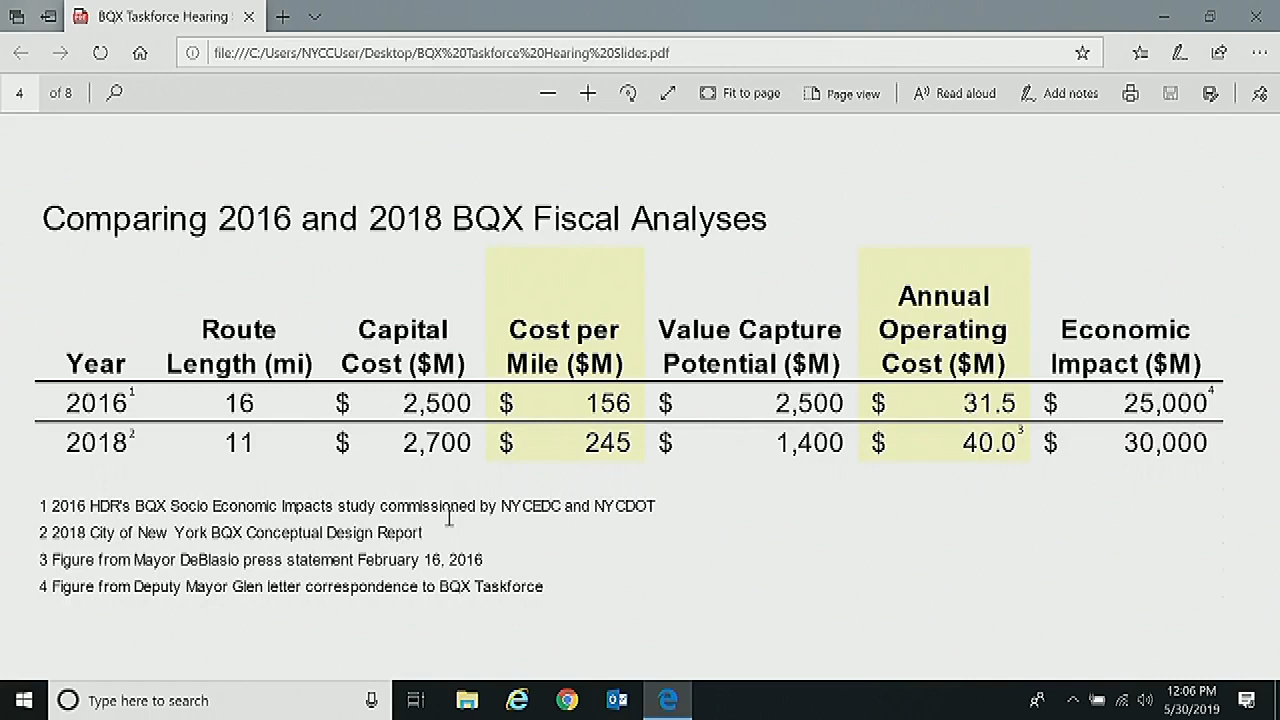 BQX Taskforce Hearing
file:///C:/Users/NYCCUser/Desktop/BQX%20Taskforce%20Hearing%20Slides.pdf
4 of 8 Fit to page Page view Read aloud Add notes
Comparing 2016 and 2018 BQX Fiscal Analyses
Annual
Route Capital Cost per Value Capture Operating Economic
Year Length (mi) Cost ($M) Mile ($M) Potential ($M) Cost ($M) Impact ($M)
2016¹ 16 $ 2,500 $ 156 $ 2,500 $ 31.5 $ 25,000⁴
2018² 11 $ 2,700 $ 245 $ 1,400 $ 40.0³ $ 30,000
1 2016 HDR's BQX Socio Economic Impacts study commissioned by NYCEDC and NYCDOT
2 2018 City of New York BQX Conceptual Design Report
3 Figure from Mayor DeBlasio press statement February 16, 2016
4 Figure from Deputy Mayor Glen letter correspondence to BQX Taskforce
Type here to search
12:06 PM
5/30/2019